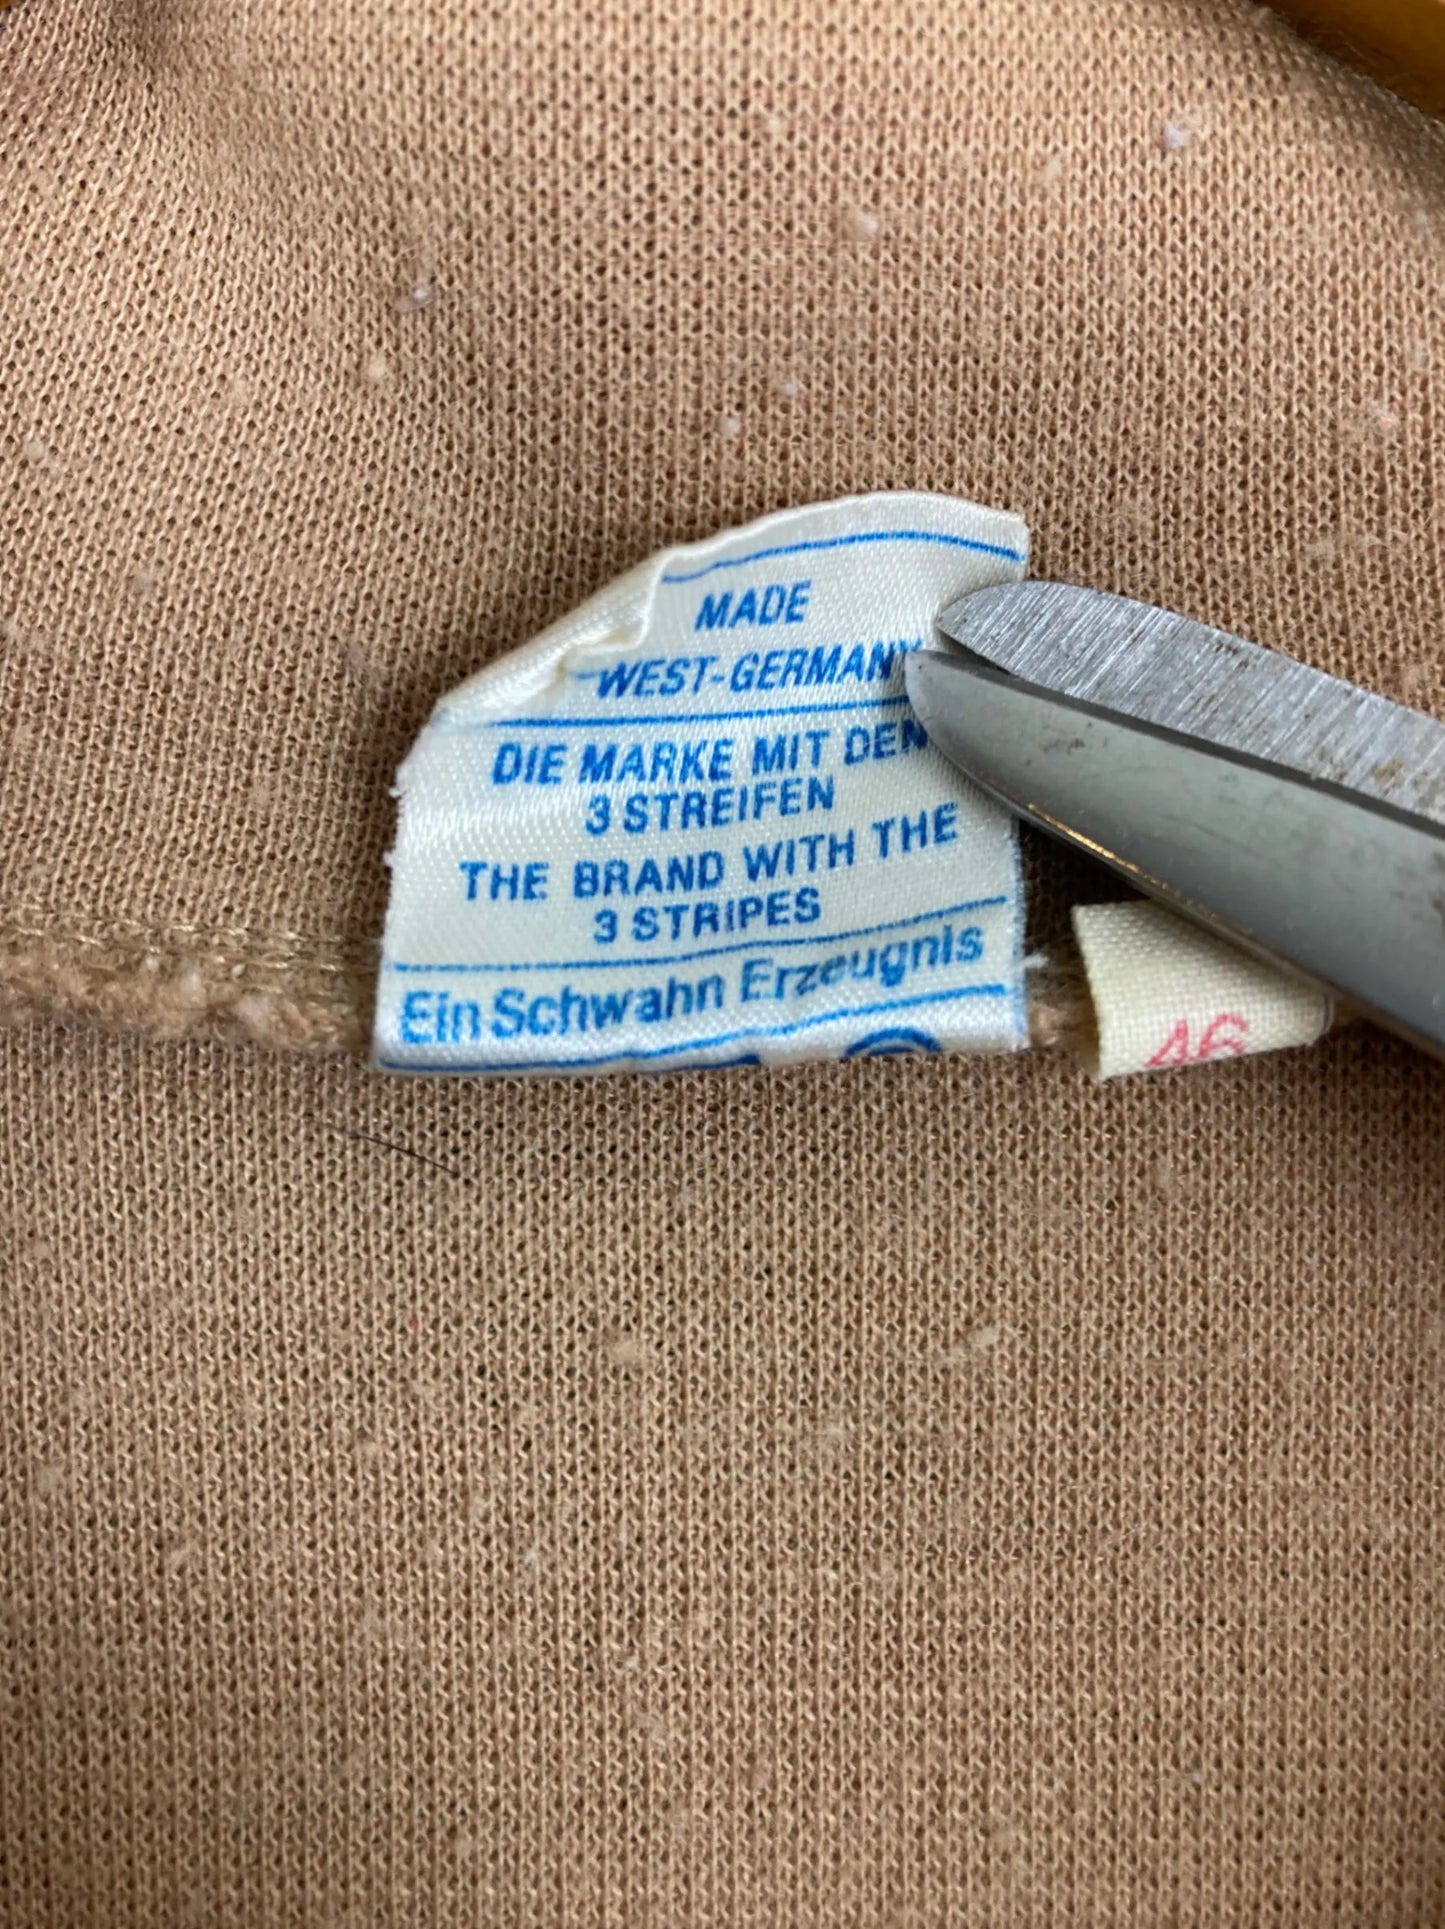 MADE
WEST-GERMANY
DIE MARKE MIT DEN
3 STREIFEN
THE BRAND WITH THE
3 STRIPES
Ein Schwahn Erzeugnis
46